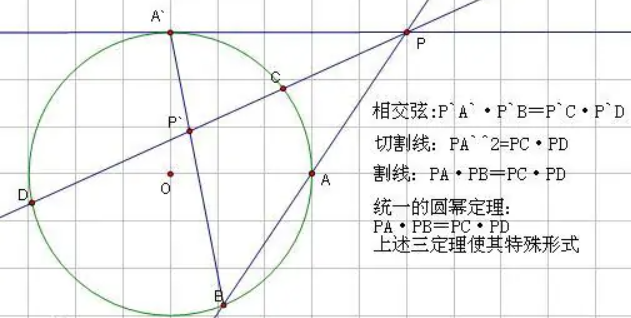 A`
P
C
P`
A
O
D
B
相交弦:P`A`·P`B=P`C·P`D
切割线: PA`^2=PC·PD
割线: PA·PB=PC·PD
统一的圆幂定理:
PA·PB=PC·PD
上述三定理使其特殊形式